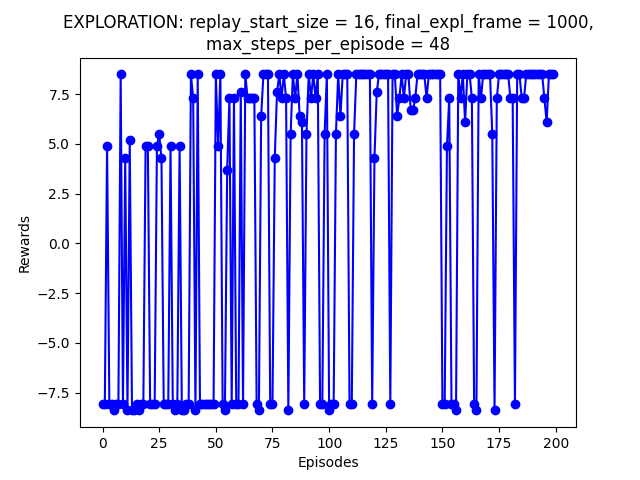 EXPLORATION: replay_start_size = 16, final_expl_frame = 1000,
max_steps_per_episode = 48
7.5
5.0
2.5
0.0
−2.5
−5.0
−7.5
Rewards
0 25 50 75 100 125 150 175 200
Episodes